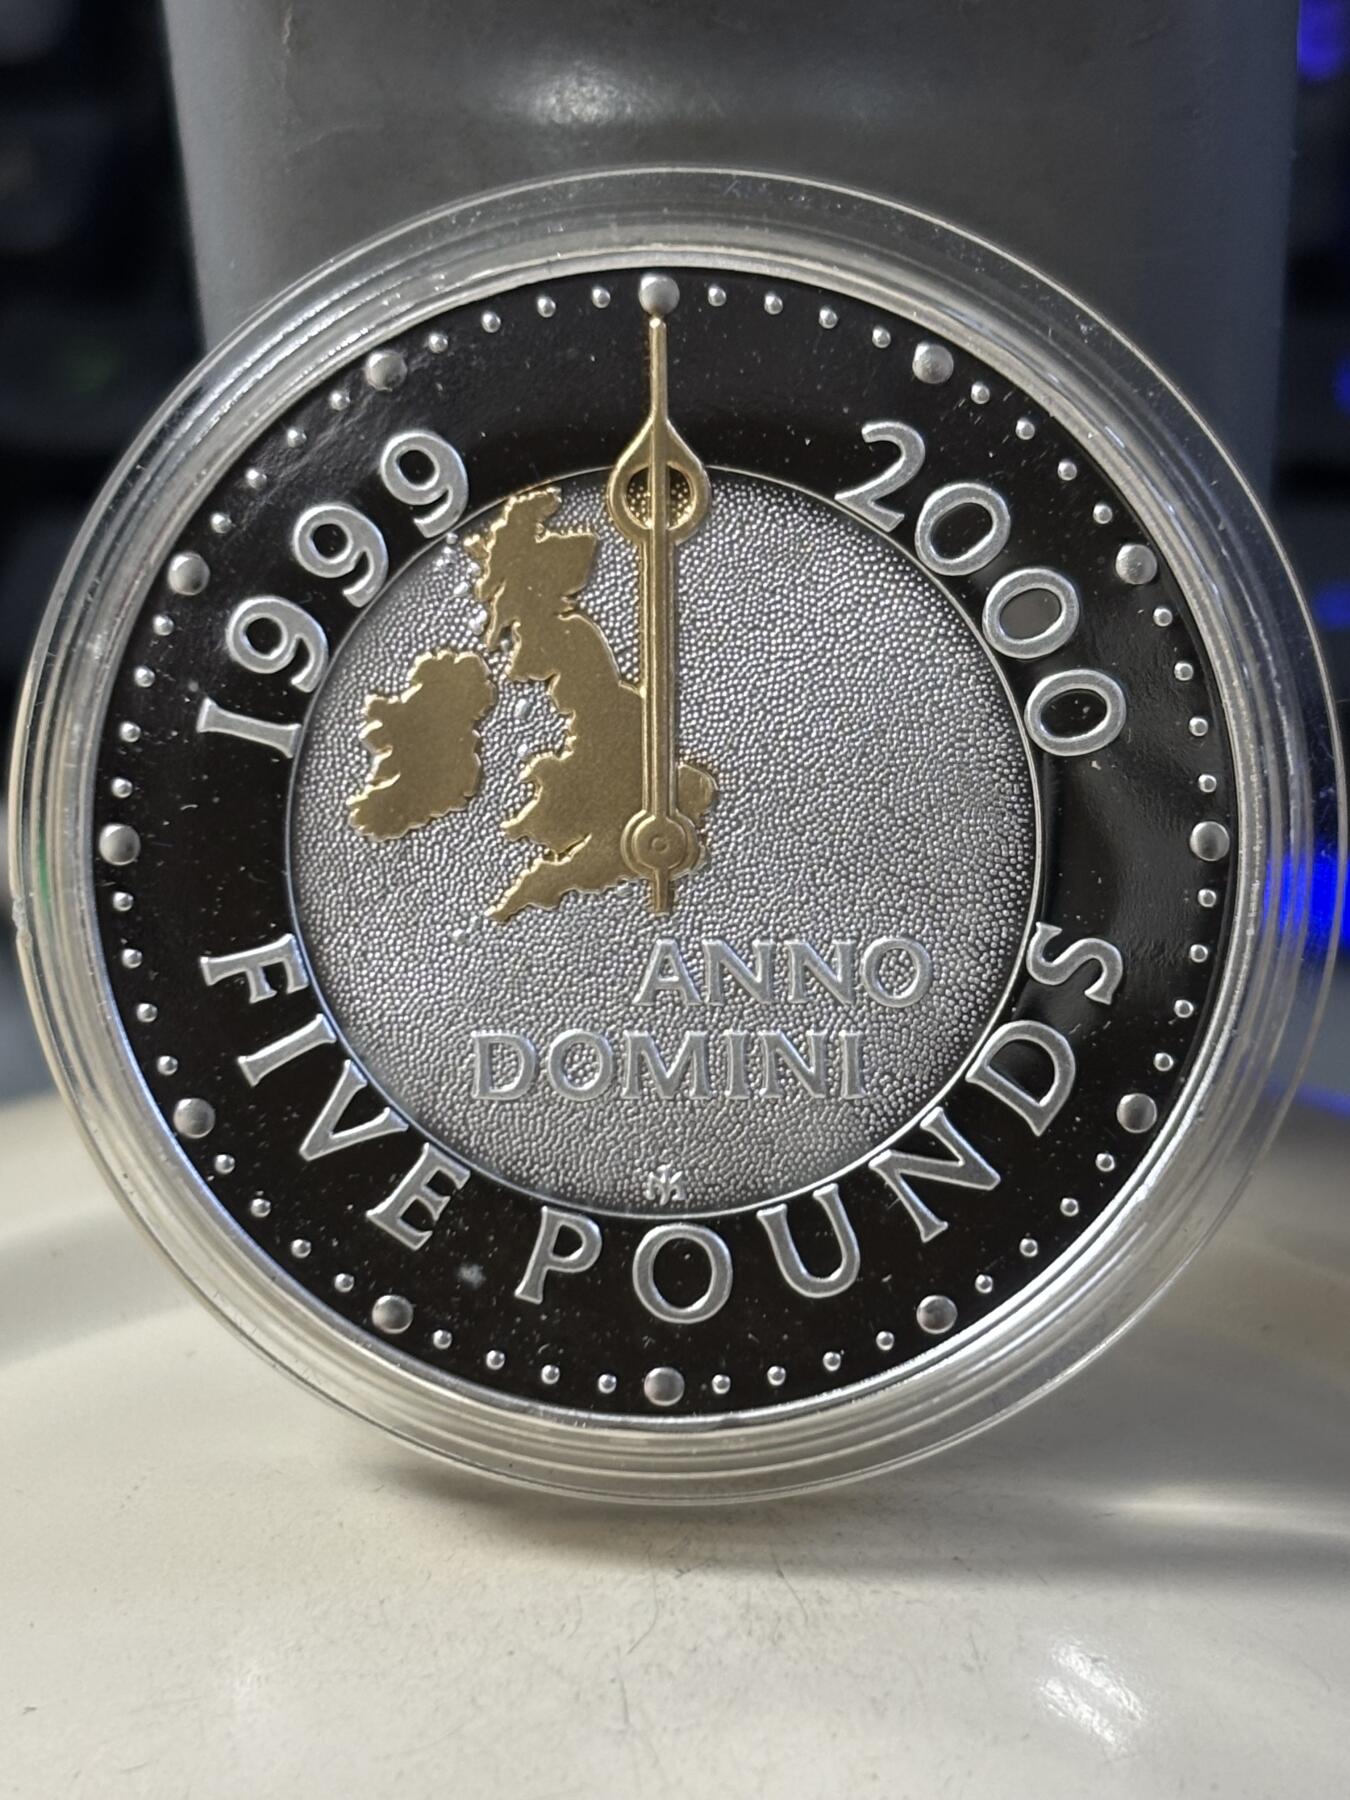 1999
2000
ANNO
DOMINI
FIVE POUNDS